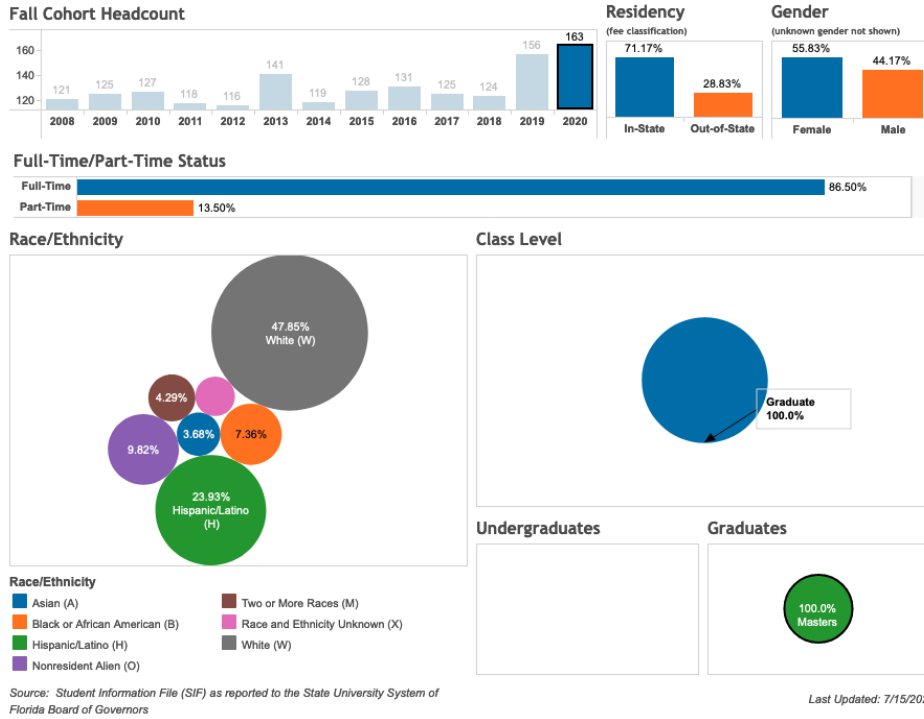 Fall Cohort Headcount
160
140
120
121
125
127
118
116
141
119
128
131
125
124
156
163
2008
2009
2010
2011
2012
2013
2014
2015
2016
2017
2018
2019
2020
Residency
(fee classification)
71.17%
28.83%
In-State
Out-of-State
Gender
(unknown gender not shown)
55.83%
44.17%
Female
Male
Full-Time/Part-Time Status
Full-Time
86.50%
Part-Time
13.50%
Race/Ethnicity
47.85%
White (W)
4.29%
3.68%
7.36%
9.82%
23.93%
Hispanic/Latino
(H)
Race/Ethnicity
Asian (A)
Black or African American (B)
Hispanic/Latino (H)
Nonresident Alien (O)
Two or More Races (M)
Race and Ethnicity Unknown (X)
White (W)
Class Level
Graduate
100.0%
Undergraduates
Graduates
100.0%
Masters
Source: Student Information File (SIF) as reported to the State University System of
Florida Board of Governors
Last Updated: 7/15/202